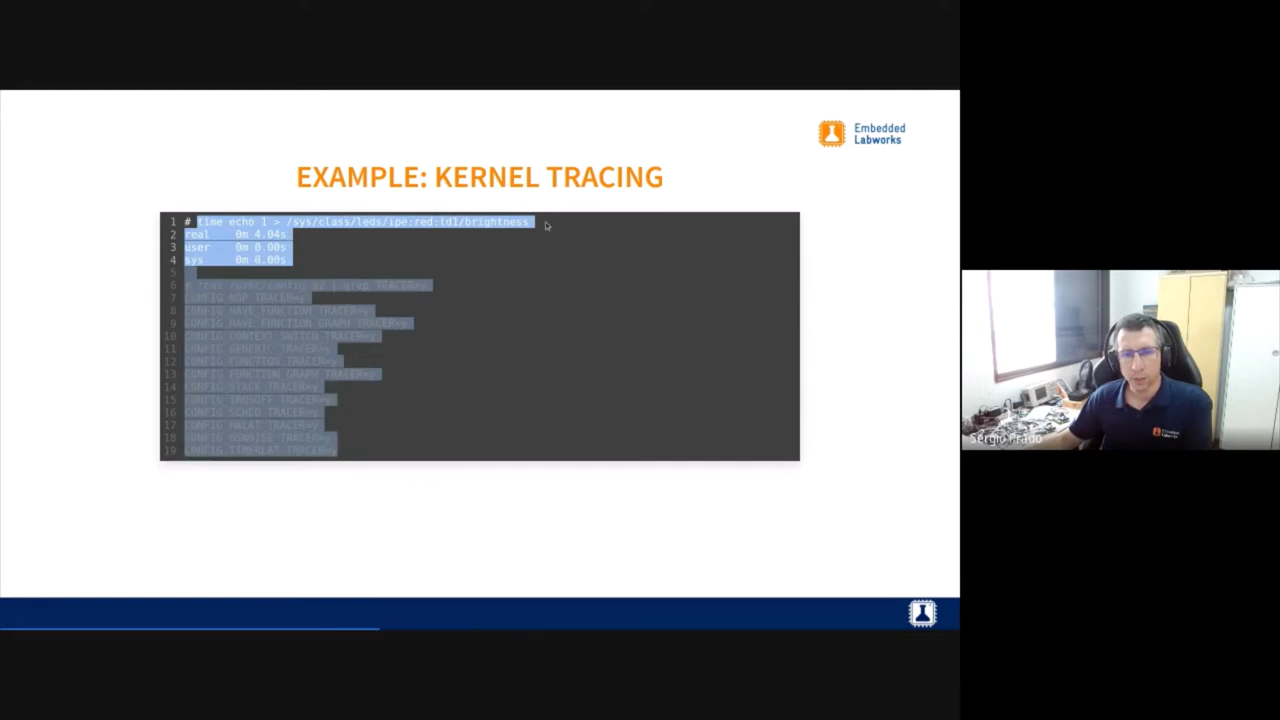 Embedded
Labworks
EXAMPLE: KERNEL TRACING
1 # time echo 1 > /sys/class/leds/ipe:red:ld1/brightness
2 real 0m 4.04s
3 user 0m 0.00s
4 sys 0m 0.00s
5
6 # zcat /proc/config.gz | grep TRACER=y
7 CONFIG_NOP_TRACER=y
8 CONFIG_HAVE_FUNCTION_TRACER=y
9 CONFIG_HAVE_FUNCTION_GRAPH_TRACER=y
10 CONFIG_CONTEXT_SWITCH_TRACER=y
11 CONFIG_GENERIC_TRACER=y
12 CONFIG_FUNCTION_TRACER=y
13 CONFIG_FUNCTION_GRAPH_TRACER=y
14 CONFIG_STACK_TRACER=y
15 CONFIG_IRQSOFF_TRACER=y
16 CONFIG_SCHED_TRACER=y
17 CONFIG_HWLAT_TRACER=y
18 CONFIG_OSNOISE_TRACER=y
19 CONFIG_TIMERLAT_TRACER=y
Sergio Prado
Embedded
Labworks